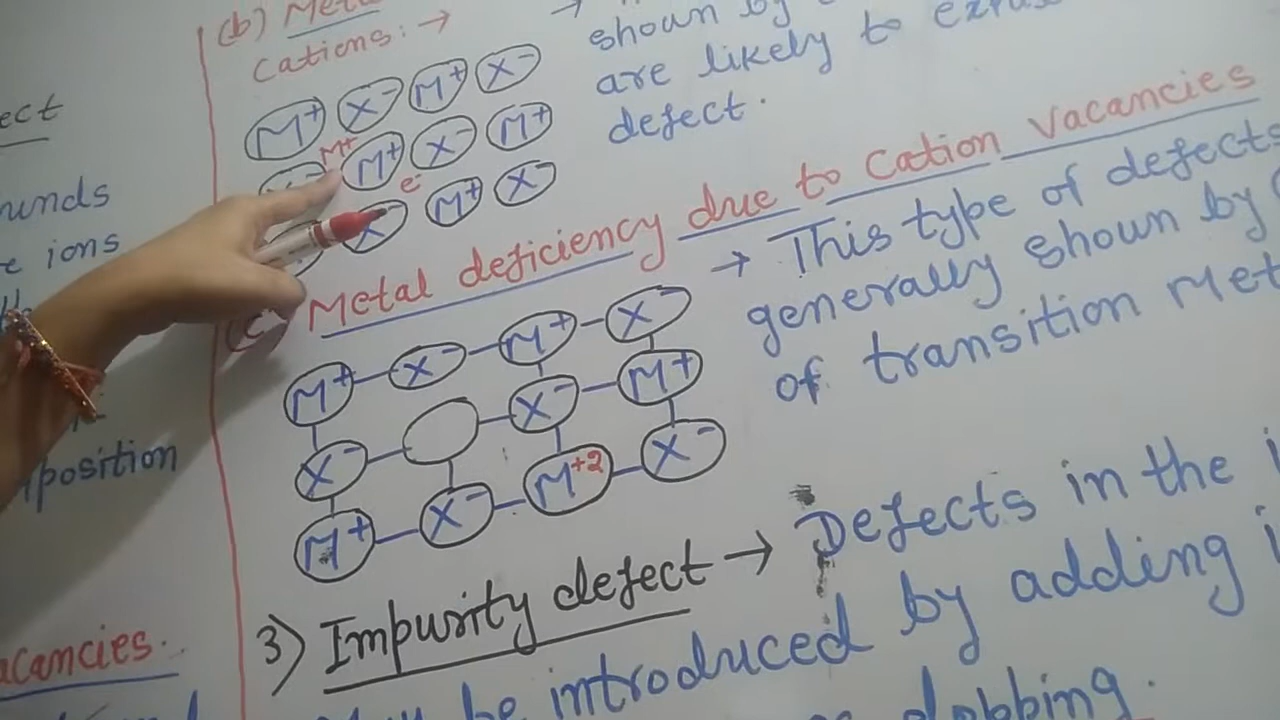 ect
unds
e ions
position
acancies.
(b) Meta
Cations: →
→
shown by
are likely to
defect.
M+ X- M+ X-
M+
M+ X- M+
e-
X M+ X-
(c) Metal deficiency due to Cation Vacancies
→ This type of defects
generally shown by
of transition Met
M+ X- M+ X-
X- X- M+
M+ X- M+2 X-
3) Impurity defect → Defects in the
be introduced by adding
dobbing.